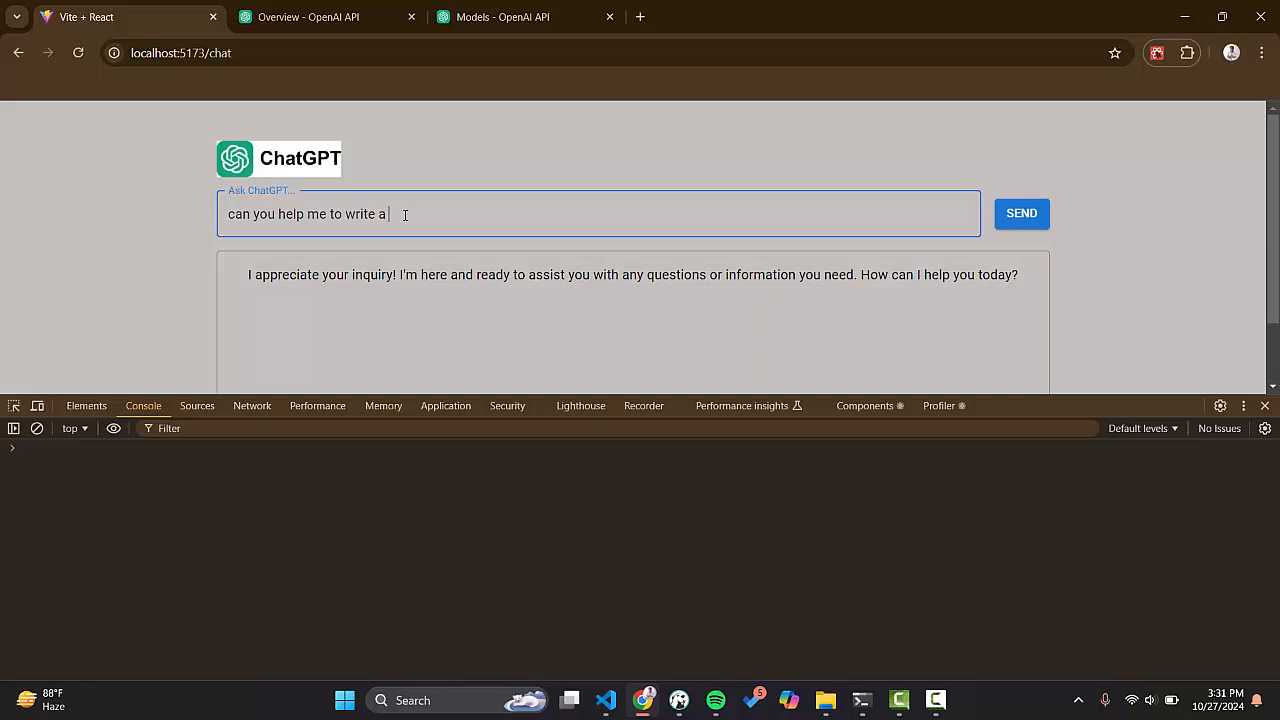 Vite + React
Overview - OpenAI API
Models - OpenAI API
localhost:5173/chat
ChatGPT
Ask ChatGPT...
can you help me to write a
SEND
I appreciate your inquiry! I'm here and ready to assist you with any questions or information you need. How can I help you today?
Elements Console Sources Network Performance Memory Application Security Lighthouse Recorder Performance insights Components Profiler
top Filter Default levels No Issues
88°F
Haze
Search
5
3:31 PM
10/27/2024